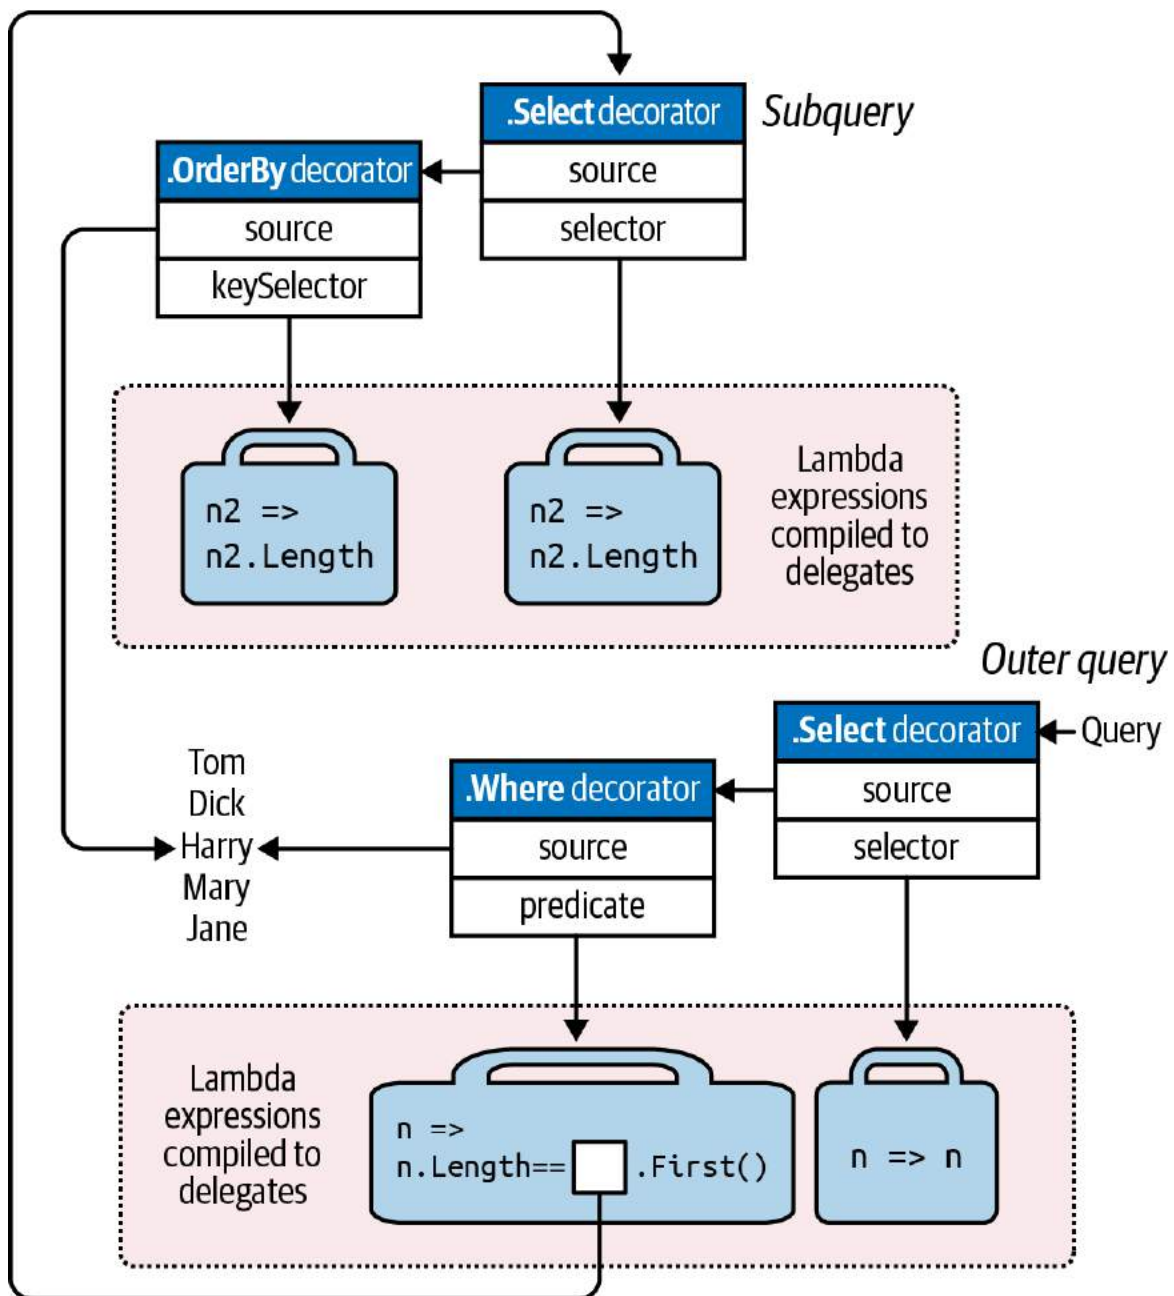 .Select decorator
Subquery
source
selector
.OrderBy decorator
source
keySelector
n2 =>
n2.Length
n2 =>
n2.Length
Lambda
expressions
compiled to
delegates
Outer query
.Select decorator
Query
source
selector
.Where decorator
source
predicate
Tom
Dick
Harry
Mary
Jane
Lambda
expressions
compiled to
delegates
n =>
n.Length== .First()
n => n